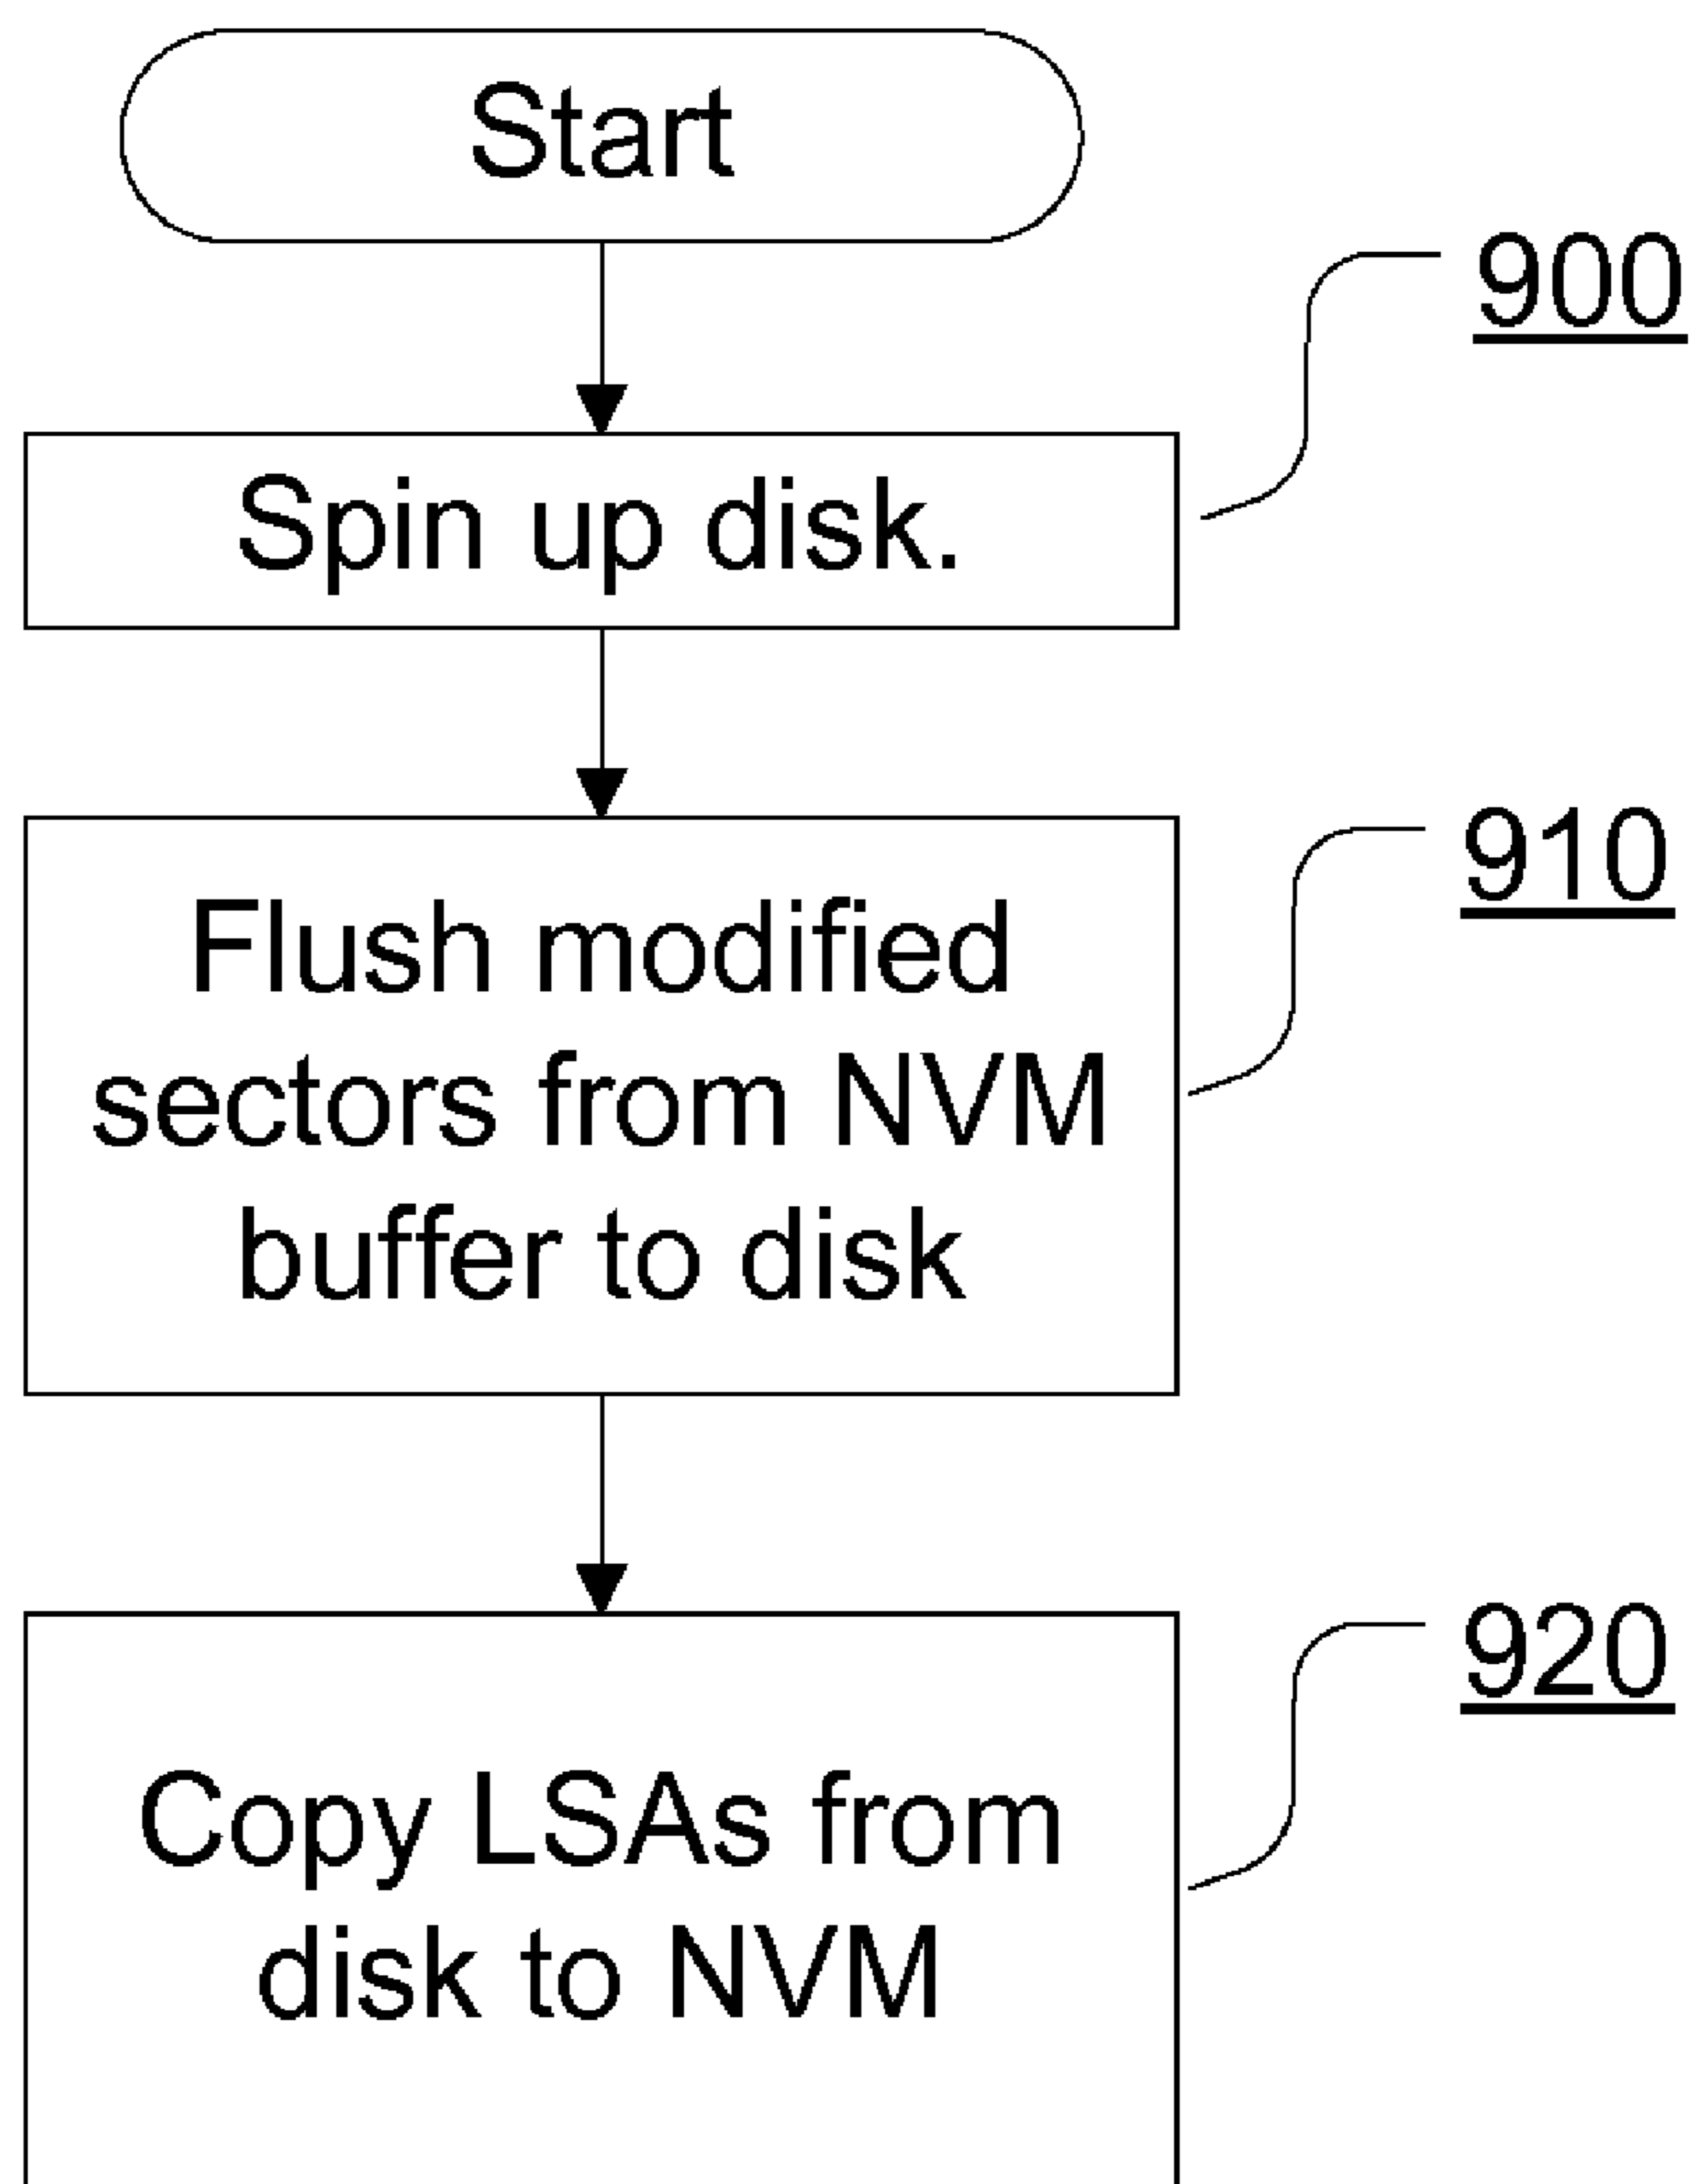 Start
900
Spin up disk.
910
Flush modified
sectors from NVM
buffer to disk
920
Copy LSAs from
disk to NVM